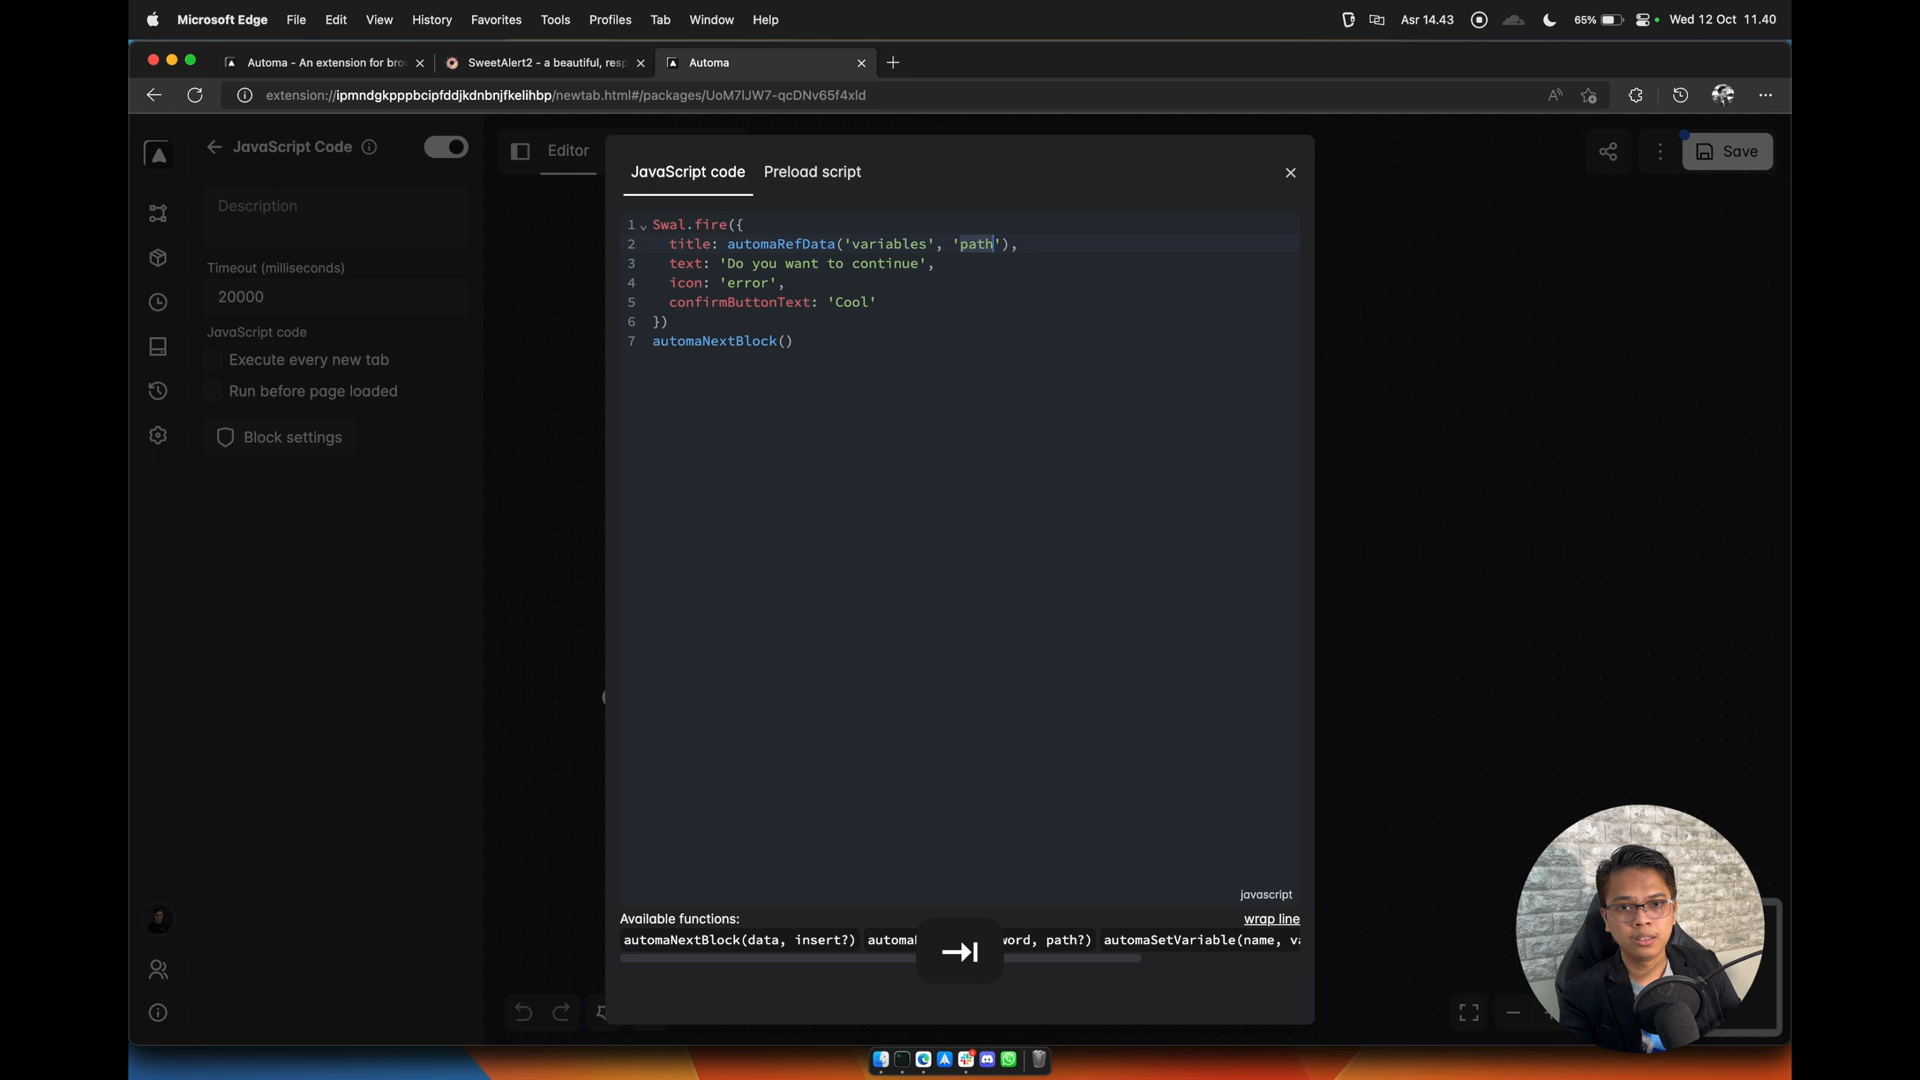 Microsoft Edge File Edit View History Favorites Tools Profiles Tab Window Help
Asr 14.43 65% Wed 12 Oct 11.40
Automa - An extension for bro
SweetAlert2 - a beautiful, resp
Automa
extension://ipmndgkpppbcipfddjkdnbnjfkelihbp/newtab.html#/packages/UoM7IJW7-qcDNv65f4xld
JavaScript Code
Editor
Save
Description
Timeout (milliseconds)
20000
JavaScript code
Execute every new tab
Run before page loaded
Block settings
JavaScript code Preload script
1 Swal.fire({
2 title: automaRefData('variables', 'path'),
3 text: 'Do you want to continue',
4 icon: 'error',
5 confirmButtonText: 'Cool'
6 })
7 automaNextBlock()
javascript
Available functions:
wrap line
automaNextBlock(data, insert?) automa word, path?) automaSetVariable(name, va